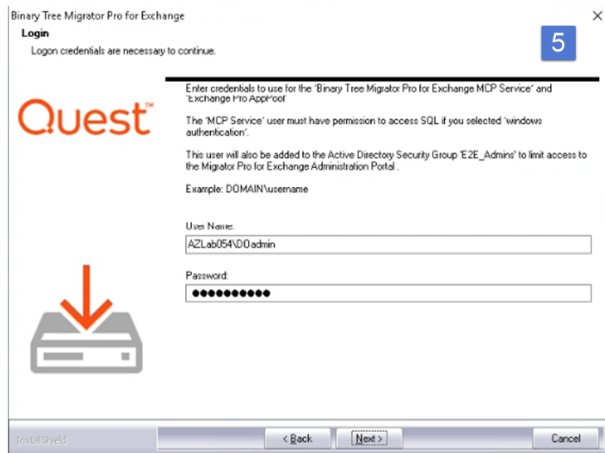 Binary Tree Migrator Pro for Exchange
Login
Logon credentials are necessary to continue.
5
Quest™
Enter credentials to use for the 'Binary Tree Migrator Pro for Exchange MCP Service' and
'Exchange Pro AppPool'
The 'MCP Service' user must have permission to access SQL if you selected 'windows
authentication'.
This user will also be added to the Active Directory Security Group 'E2E_Admins' to limit access to
the Migrator Pro for Exchange Administration Portal .
Example: DOMAIN\username
User Name:
AZLab054\DOadmin
Password:
●●●●●●●●●●
InstallShield
< Back
Next >
Cancel